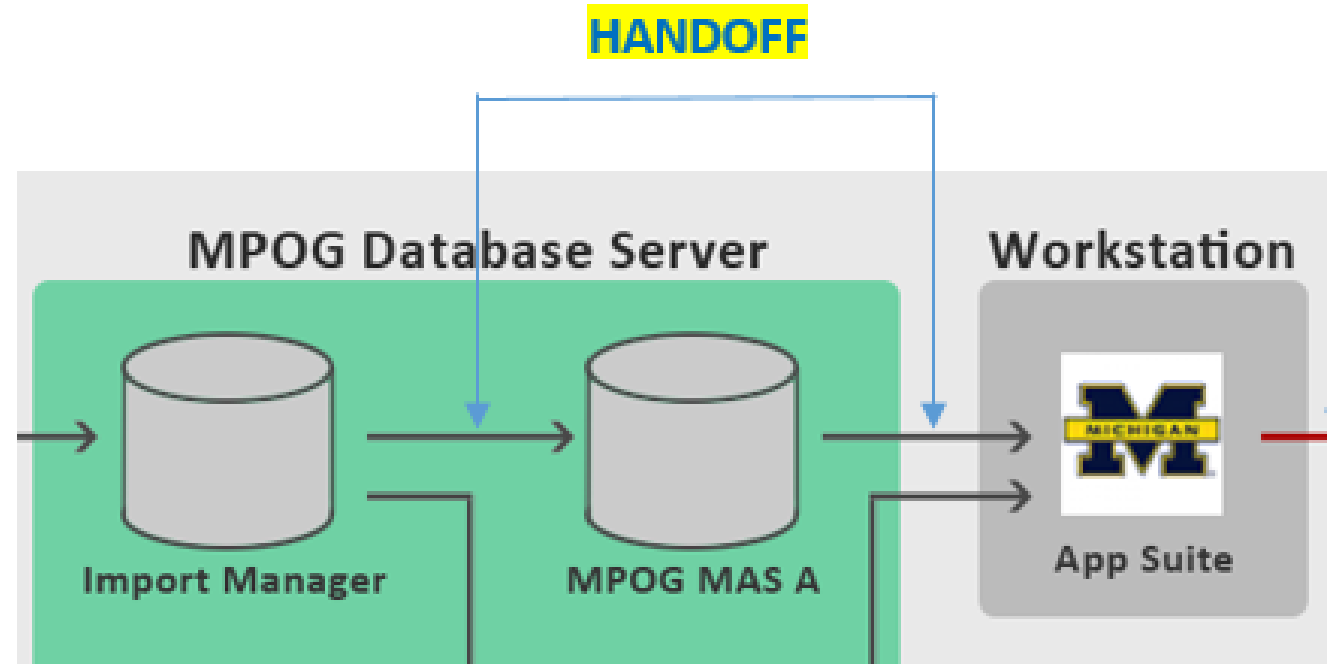 HANDOFF
MPOG Database Server
Workstation
MICHIGAN
Import Manager
MPOG MAS A
App Suite